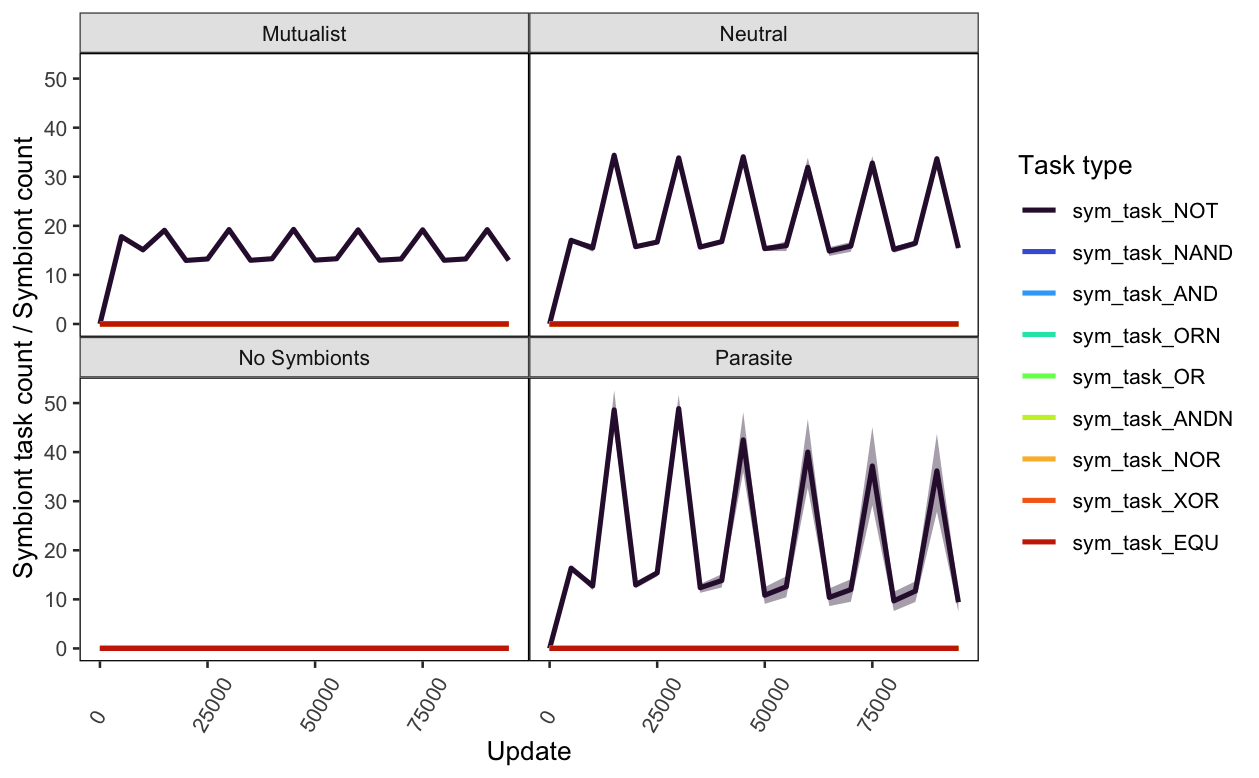 Mutualist
Neutral
50
40
30
20
10
0
No Symbionts
Parasite
50
40
30
20
10
0
0
25000
50000
75000
0
25000
50000
75000
Update
Symbiont task count / Symbiont count
Task type
sym_task_NOT
sym_task_NAND
sym_task_AND
sym_task_ORN
sym_task_OR
sym_task_ANDN
sym_task_NOR
sym_task_XOR
sym_task_EQU